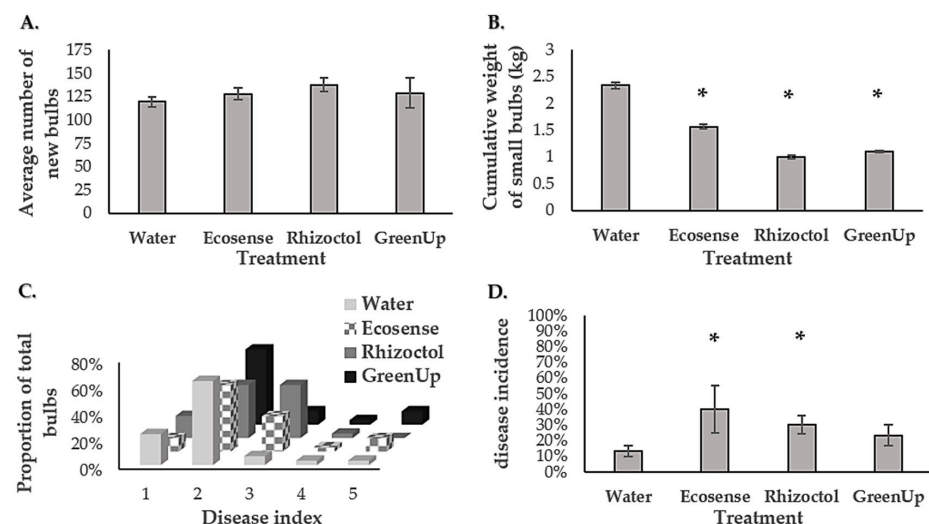 A.
Average number of
new bulbs
175
150
125
100
75
50
25
0
Water Ecosense Rhizoctol GreenUp
Treatment
B.
Cumulative weight
of small bulbs (kg)
3
2.5
2
1.5
1
0.5
0
* * *
Water Ecosense Rhizoctol GreenUp
Treatment
C.
Proportion of total
bulbs
80%
60%
40%
20%
0%
Water
Ecosense
Rhizoctol
GreenUp
1 2 3 4 5
Disease index
D.
disease incidence
100%
90%
80%
70%
60%
50%
40%
30%
20%
10%
0%
* *
Water Ecosense Rhizoctol GreenUp
Treatment